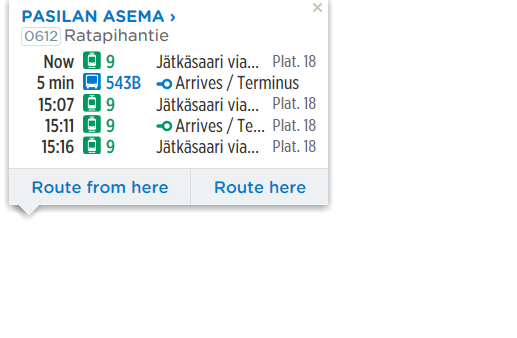 PASILAN ASEMA ›
0612 Ratapihantie
Now 9 Jätkäsaari via... Plat. 18
5 min 543B Arrives / Terminus
15:07 9 Jätkäsaari via... Plat. 18
15:11 9 Arrives / Te... Plat. 18
15:16 9 Jätkäsaari via... Plat. 18
Route from here Route here